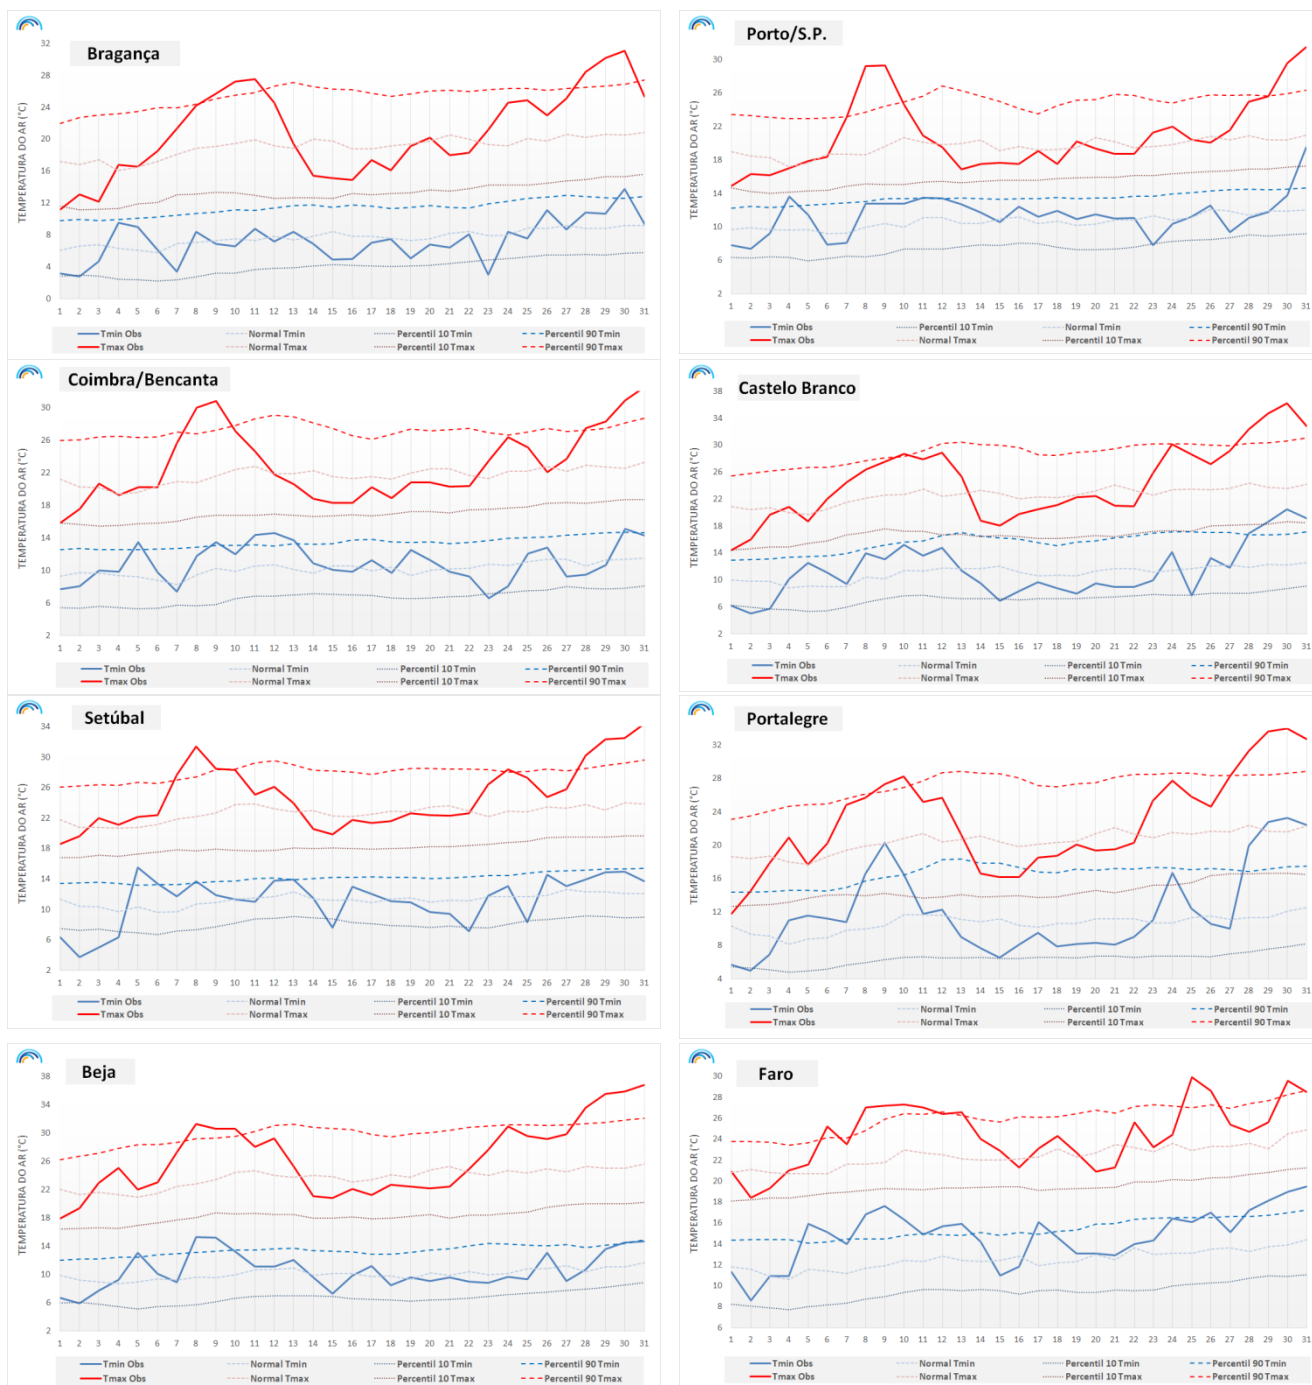 Bragança
TEMPERATURA DO AR (°C)
32
28
24
20
16
12
8
4
0
1 2 3 4 5 6 7 8 9 10 11 12 13 14 15 16 17 18 19 20 21 22 23 24 25 26 27 28 29 30 31
Tmin Obs Normal Tmin Percentil 10 Tmin Percentil 90 Tmin
Tmax Obs Normal Tmax Percentil 10 Tmax Percentil 90 Tmax
Porto/S.P.
TEMPERATURA DO AR (°C)
30
26
22
18
14
10
6
2
1 2 3 4 5 6 7 8 9 10 11 12 13 14 15 16 17 18 19 20 21 22 23 24 25 26 27 28 29 30 31
Tmin Obs Percentil 10 Tmin Normal Tmin Percentil 90 Tmin
Tmax Obs Normal Tmax Percentil 10 Tmax Percentil 90 Tmax
Coimbra/Bencanta
TEMPERATURA DO AR (°C)
30
26
22
18
14
10
6
2
1 2 3 4 5 6 7 8 9 10 11 12 13 14 15 16 17 18 19 20 21 22 23 24 25 26 27 28 29 30 31
Tmin Obs Normal Tmin Percentil 10 Tmin Percentil 90 Tmin
Tmax Obs Normal Tmax Percentil 10 Tmax Percentil 90 Tmax
Castelo Branco
TEMPERATURA DO AR (°C)
38
34
30
26
22
18
14
10
6
2
1 2 3 4 5 6 7 8 9 10 11 12 13 14 15 16 17 18 19 20 21 22 23 24 25 26 27 28 29 30 31
Tmin Obs Normal Tmin Percentil 10 Tmin Percentil 90 Tmin
Tmax Obs Normal Tmax Percentil 10 Tmax Percentil 90 Tmax
Setúbal
TEMPERATURA DO AR (°C)
34
30
26
22
18
14
10
6
2
1 2 3 4 5 6 7 8 9 10 11 12 13 14 15 16 17 18 19 20 21 22 23 24 25 26 27 28 29 30 31
Tmin Obs Normal Tmin Percentil 10 Tmin Percentil 90 Tmin
Tmax Obs Normal Tmax Percentil 10 Tmax Percentil 90 Tmax
Portalegre
TEMPERATURA DO AR (°C)
32
28
24
20
16
12
8
4
1 2 3 4 5 6 7 8 9 10 11 12 13 14 15 16 17 18 19 20 21 22 23 24 25 26 27 28 29 30 31
Tmin Obs Normal Tmin Percentil 10 Tmin Percentil 90 Tmin
Tmax Obs Normal Tmax Percentil 10 Tmax Percentil 90 Tmax
Beja
TEMPERATURA DO AR (°C)
38
34
30
26
22
18
14
10
6
2
1 2 3 4 5 6 7 8 9 10 11 12 13 14 15 16 17 18 19 20 21 22 23 24 25 26 27 28 29 30 31
Tmin Obs Normal Tmin Percentil 10 Tmin Percentil 90 Tmin
Tmax Obs Normal Tmax Percentil 10 Tmax Percentil 90 Tmax
Faro
TEMPERATURA DO AR (°C)
30
28
26
24
22
20
18
16
14
12
10
8
6
1 2 3 4 5 6 7 8 9 10 11 12 13 14 15 16 17 18 19 20 21 22 23 24 25 26 27 28 29 30 31
Tmin Obs Normal Tmin Percentil 10 Tmin Percentil 90 Tmin
Tmax Obs Normal Tmax Percentil 10 Tmax Percentil 90 Tmax